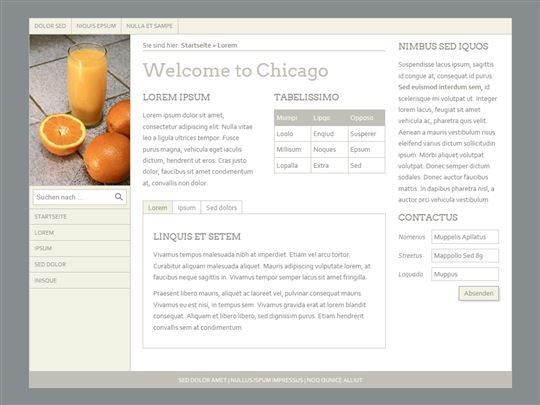 DOLOR SED NIQUIS EPSUM NULLA ET SAMPE
Suchen nach ...
STARTSEITE
LOREM
IPSUM
SED DOLOR
INISQUE
Sie sind hier: Startseite » Lorem
Welcome to Chicago
LOREM IPSUM
Lorem ipsum dolor sit amet,
consectetur adipiscing elit. Nulla vitae
leo a ligula ultrices tempor. Fusce
purus magna, vehicula eget iaculis
dictum, hendrerit ut eros. Cras justo
dolor, faucibus sit amet condimentum
at, convallis non dolor.
TABELISSIMO
Mumpi Lipqo Opposo
Loolo Enqiud Susperer
Millisum Noques Epsum
Lopalla Extra Sed
Lorem Ipsum Sed dolors
LINQUIS ET SETEM
Vivamus tempus malesuada nibh at imperdiet. Etiam vel arcu tortor.
Curabitur aliquam malesuada aliquet. Mauris adipiscing vulputate lorem, at
faucibus neque sagittis in. Vivamus tempor semper lacus sit amet fringilla.
Praesent libero mauris, aliquet ac laoreet vel, pulvinar consequat mauris.
Vivamus eu est nisi, in tempus sem. Vivamus gravida erat at lorem blandit
consequat. Aliquam et libero libero, sed dignissim purus. Etiam hendrerit
convallis sem at condimentum.
NIMBUS SED IQUOS
Suspendisse lacus ipsum, sagittis
id congue at, consequat id purus.
Sed euismod interdum sem, id
scelerisque mi volutpat ut. Integer
lorem lacus, feugiat sit amet
vehicula ac, pharetra quis velit.
Aenean a mauris vestibulum risus
eleifend varius dictum sollicitudin
ipsum. Morbi aliquet volutpat
volutpat. Donec semper dictum
sodales. Donec auctor faucibus
mattis. In dapibus pharetra nisl, a
auctor orci vehicula vestibulum
CONTACTUS
Nomenus Muppelis Apllatus
Streetus Mappollo Sed 89
Loquada Muppus
Absenden
SED DOLOR AMET | NULLUS ISPUM IMPRESSUS | NOQ QUNICE ALLIUT